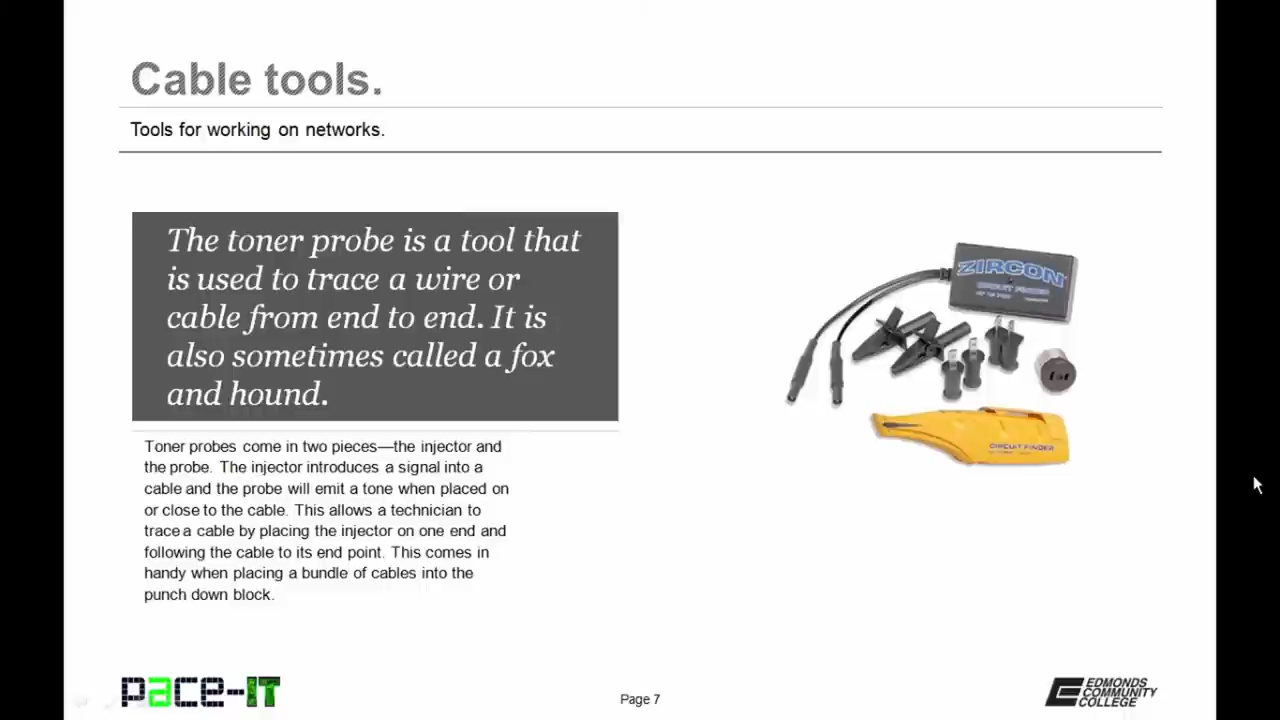 Cable tools.
Tools for working on networks.
The toner probe is a tool that
is used to trace a wire or
cable from end to end. It is
also sometimes called a fox
and hound.
Toner probes come in two pieces—the injector and
the probe. The injector introduces a signal into a
cable and the probe will emit a tone when placed on
or close to the cable. This allows a technician to
trace a cable by placing the injector on one end and
following the cable to its end point. This comes in
handy when placing a bundle of cables into the
punch down block.
ZIRCON
CIRCUIT FINDER
CIRCUIT FINDER
pace-IT
Page 7
EDMONDS
COMMUNITY
COLLEGE